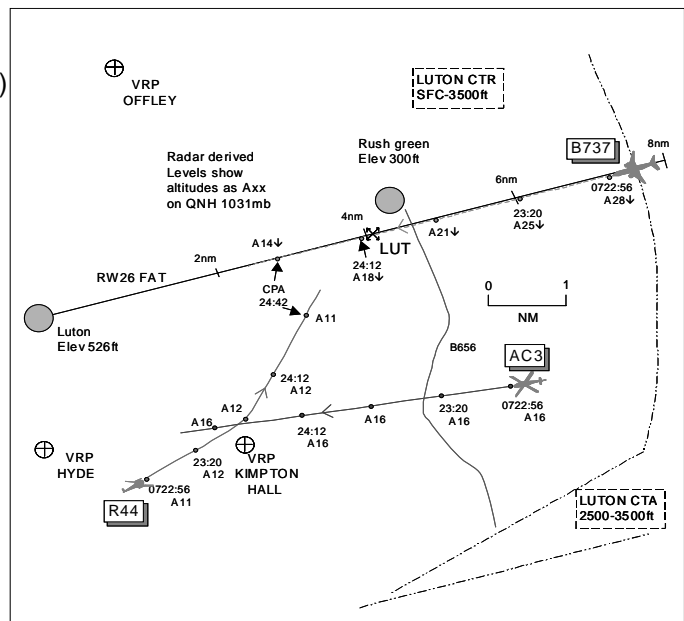 )
VRP
OFFLEY
LUTON CTR
SFC-3500ft
Radar derived
Levels show
altitudes as Axx
on QNH 1031mb
Rush green
Elev 300ft
B737
8nm
0722:56
A28↓
6nm
23:20
A25↓
4nm
A21↓
LUT
24:12
A18↓
A14↓
2nm
RW26 FAT
CPA
24:42
A11
Luton
Elev 526ft
0 1
NM
B656
AC3
0722:56
A16
23:20
A16
A16
24:12
A16
24:12
A12
A12
A16
VRP
HYDE
23:20
A12
VRP
KIMPTON
HALL
0722:56
A11
R44
LUTON CTA
2500-3500ft